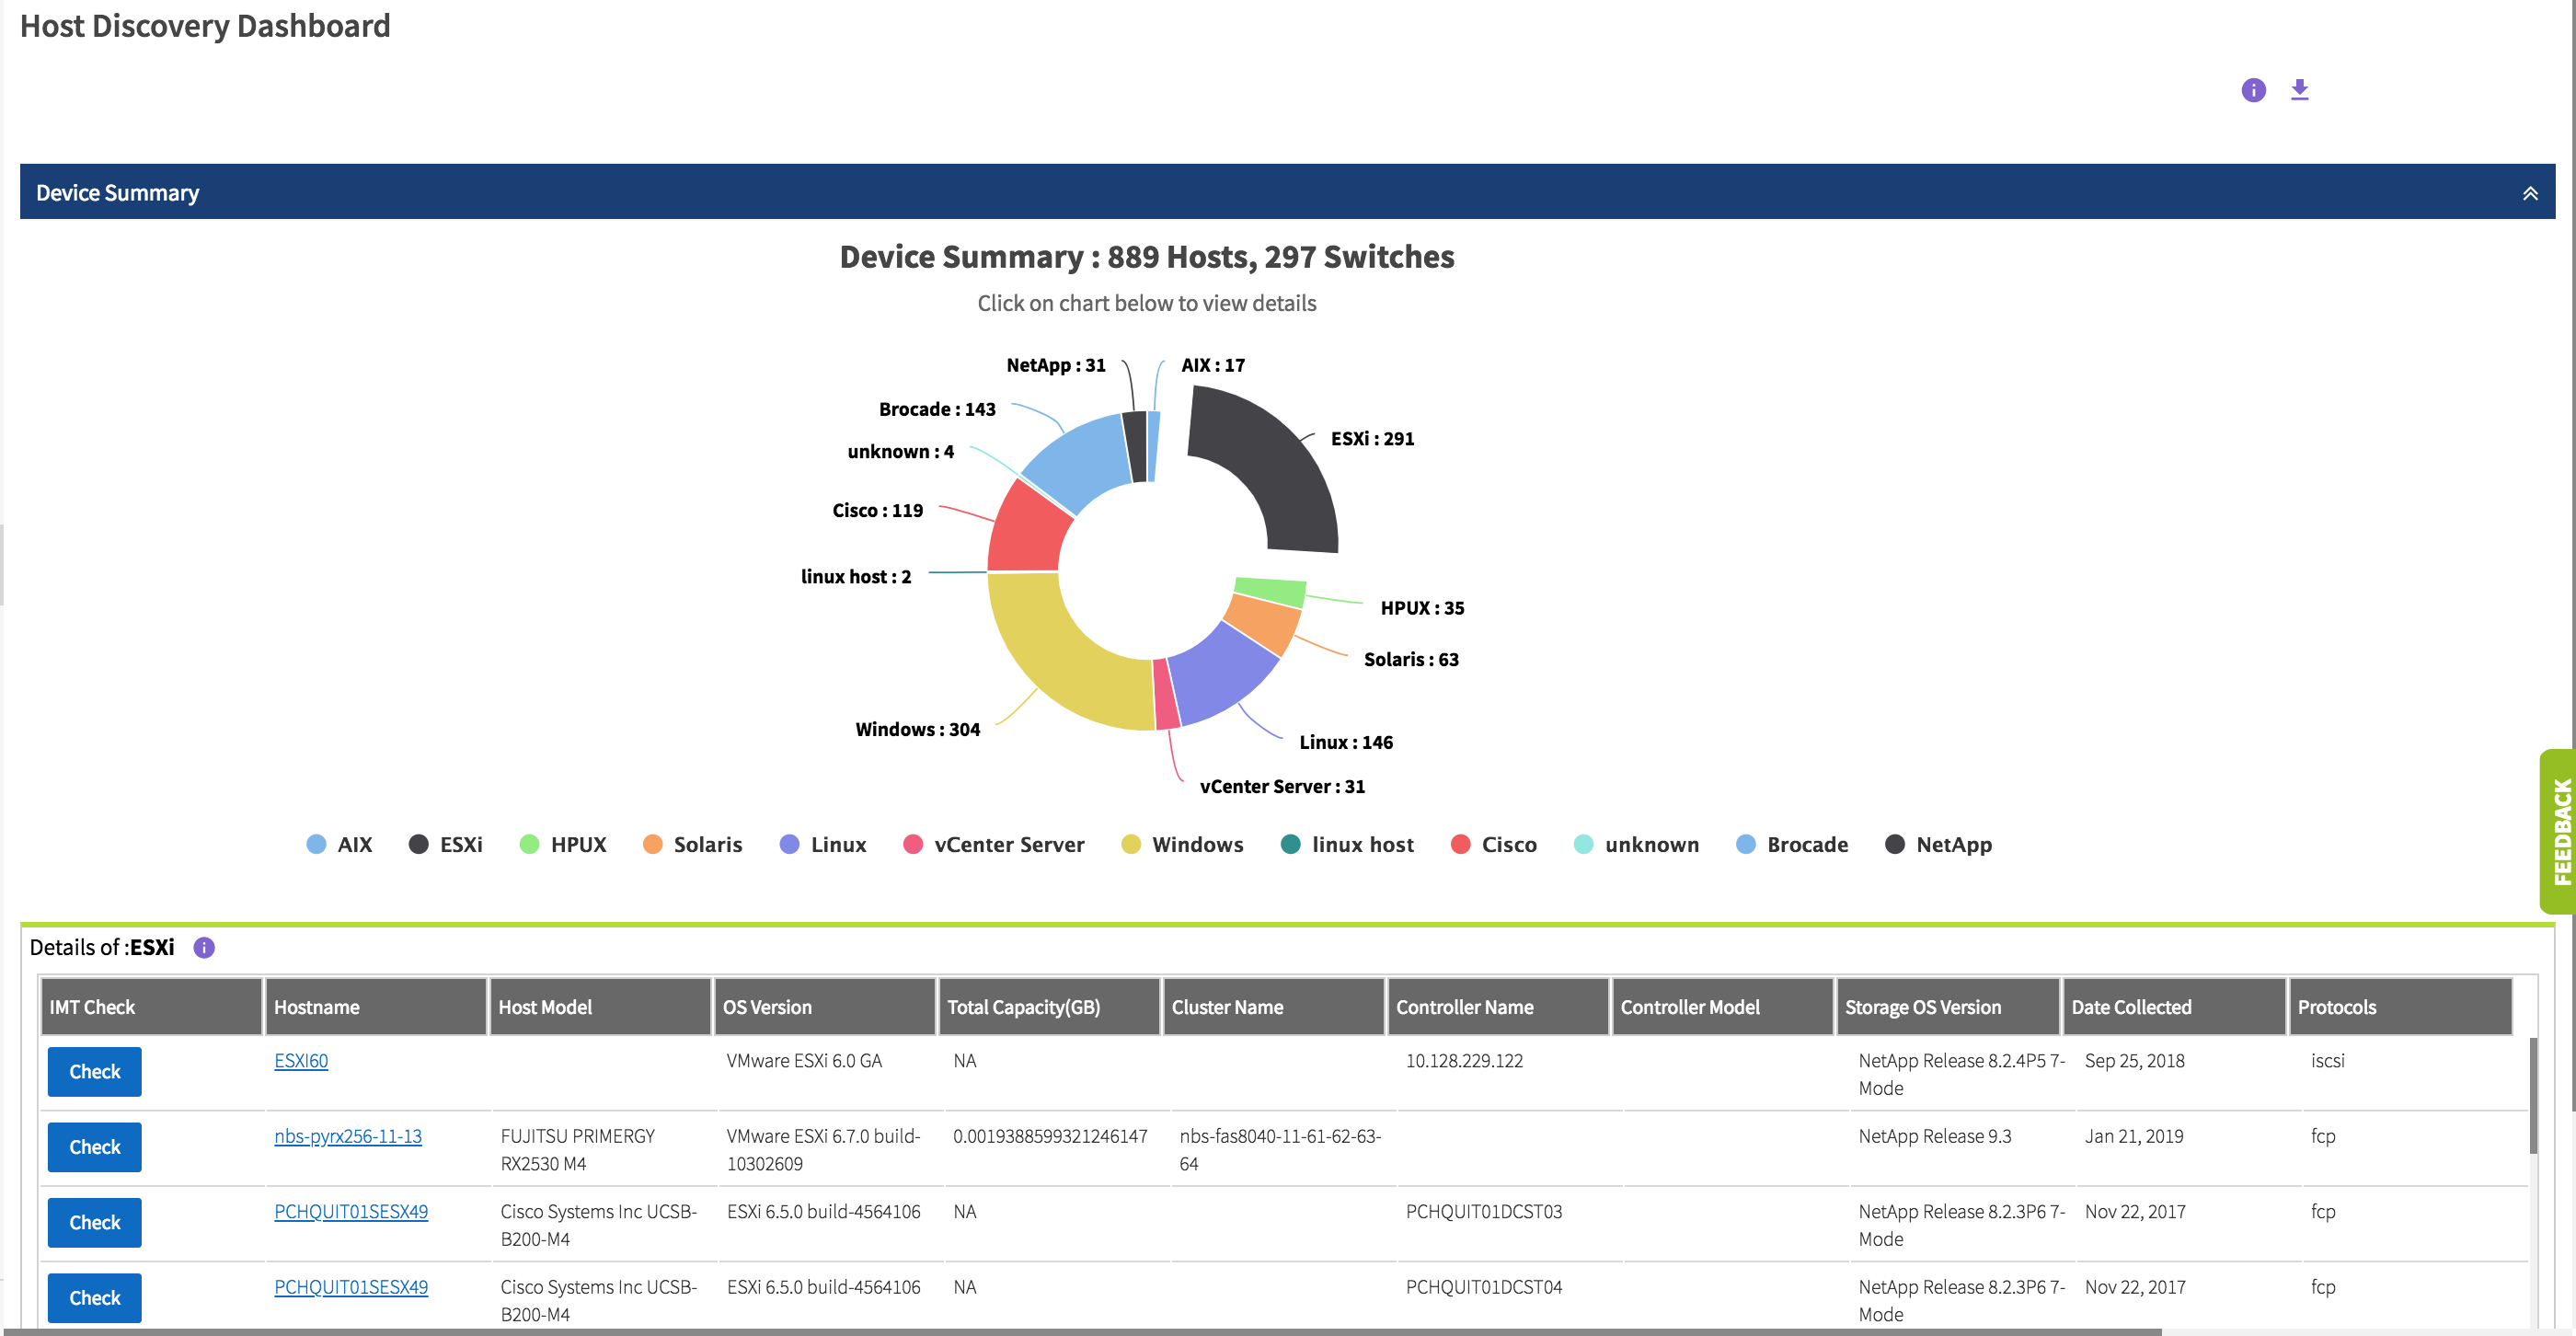 Host Discovery Dashboard
Device Summary
Device Summary : 889 Hosts, 297 Switches
Click on chart below to view details
NetApp : 31
AIX : 17
Brocade : 143
ESXi : 291
unknown : 4
Cisco : 119
linux host : 2
HPUX : 35
Solaris : 63
Windows : 304
Linux : 146
vCenter Server : 31
AIX ESXi HPUX Solaris Linux vCenter Server Windows linux host Cisco unknown Brocade NetApp
FEEDBACK
Details of :ESXi
IMT Check Hostname Host Model OS Version Total Capacity(GB) Cluster Name Controller Name Controller Model Storage OS Version Date Collected Protocols
Check ESXI60 VMware ESXi 6.0 GA NA 10.128.229.122 NetApp Release 8.2.4P5 7- Sep 25, 2018 iscsi
Mode
Check nbs-pyrx256-11-13 FUJITSU PRIMERGY VMware ESXi 6.7.0 build- 0.0019388599321246147 nbs-fas8040-11-61-62-63- NetApp Release 9.3 Jan 21, 2019 fcp
RX2530 M4 10302609 64
Check PCHQUIT01SESX49 Cisco Systems Inc UCSB- ESXi 6.5.0 build-4564106 NA PCHQUIT01DCST03 NetApp Release 8.2.3P6 7- Nov 22, 2017 fcp
B200-M4 Mode
Check PCHQUIT01SESX49 Cisco Systems Inc UCSB- ESXi 6.5.0 build-4564106 NA PCHQUIT01DCST04 NetApp Release 8.2.3P6 7- Nov 22, 2017 fcp
B200-M4 Mode